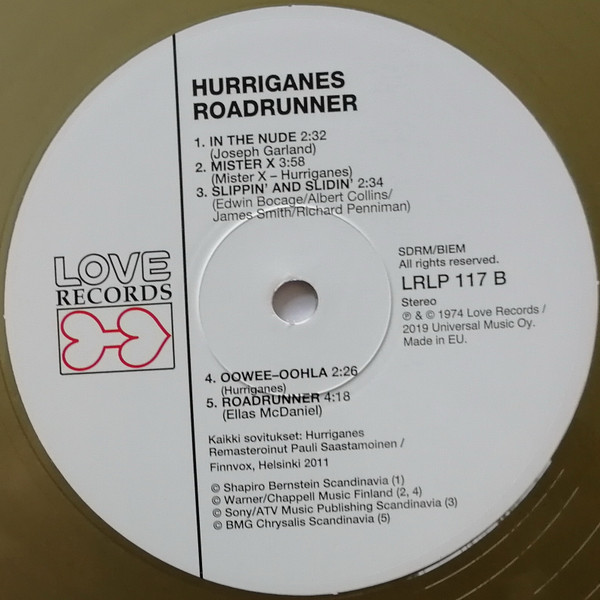 HURRIGANES
ROADRUNNER
1. IN THE NUDE 2:32
(Joseph Garland)
2. MISTER X 3:58
(Mister X – Hurriganes)
3. SLIPPIN' AND SLIDIN' 2:34
(Edwin Bocage/Albert Collins/
James Smith/Richard Penniman)
LOVE
RECORDS
SDRM/BIEM
All rights reserved.
LRLP 117 B
Stereo
℗ & © 1974 Love Records /
2019 Universal Music Oy.
Made in EU.
4. OOWEE–OOHLA 2:26
(Hurriganes)
5. ROADRUNNER 4:18
(Ellas McDaniel)
Kaikki sovitukset: Hurriganes
Remasteroinut Pauli Saastamoinen /
Finnvox, Helsinki 2011
© Shapiro Bernstein Scandinavia (1)
© Warner/Chappell Music Finland (2, 4)
© Sony/ATV Music Publishing Scandinavia (3)
© BMG Chrysalis Scandinavia (5)